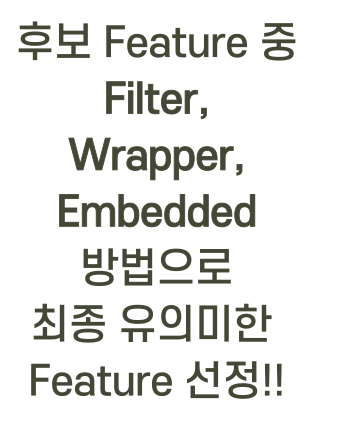 후보 Feature 중
Filter,
Wrapper,
Embedded
방법으로
최종 유의미한
Feature 선정!!